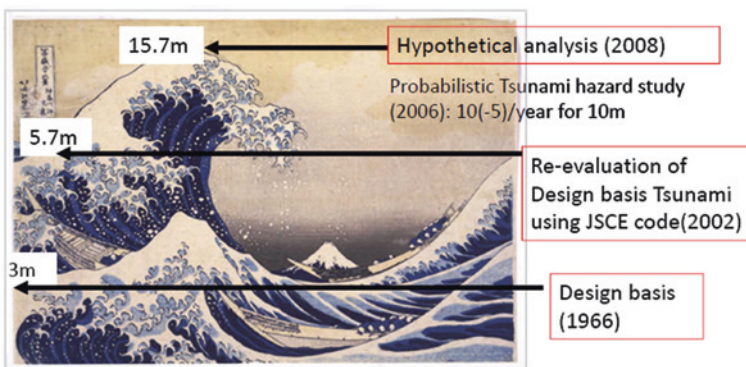 15.7m
Hypothetical analysis (2008)
Probabilistic Tsunami hazard study
(2006): 10(-5)/year for 10m
5.7m
Re-evaluation of
Design basis Tsunami
using JSCE code(2002)
3m
Design basis
(1966)